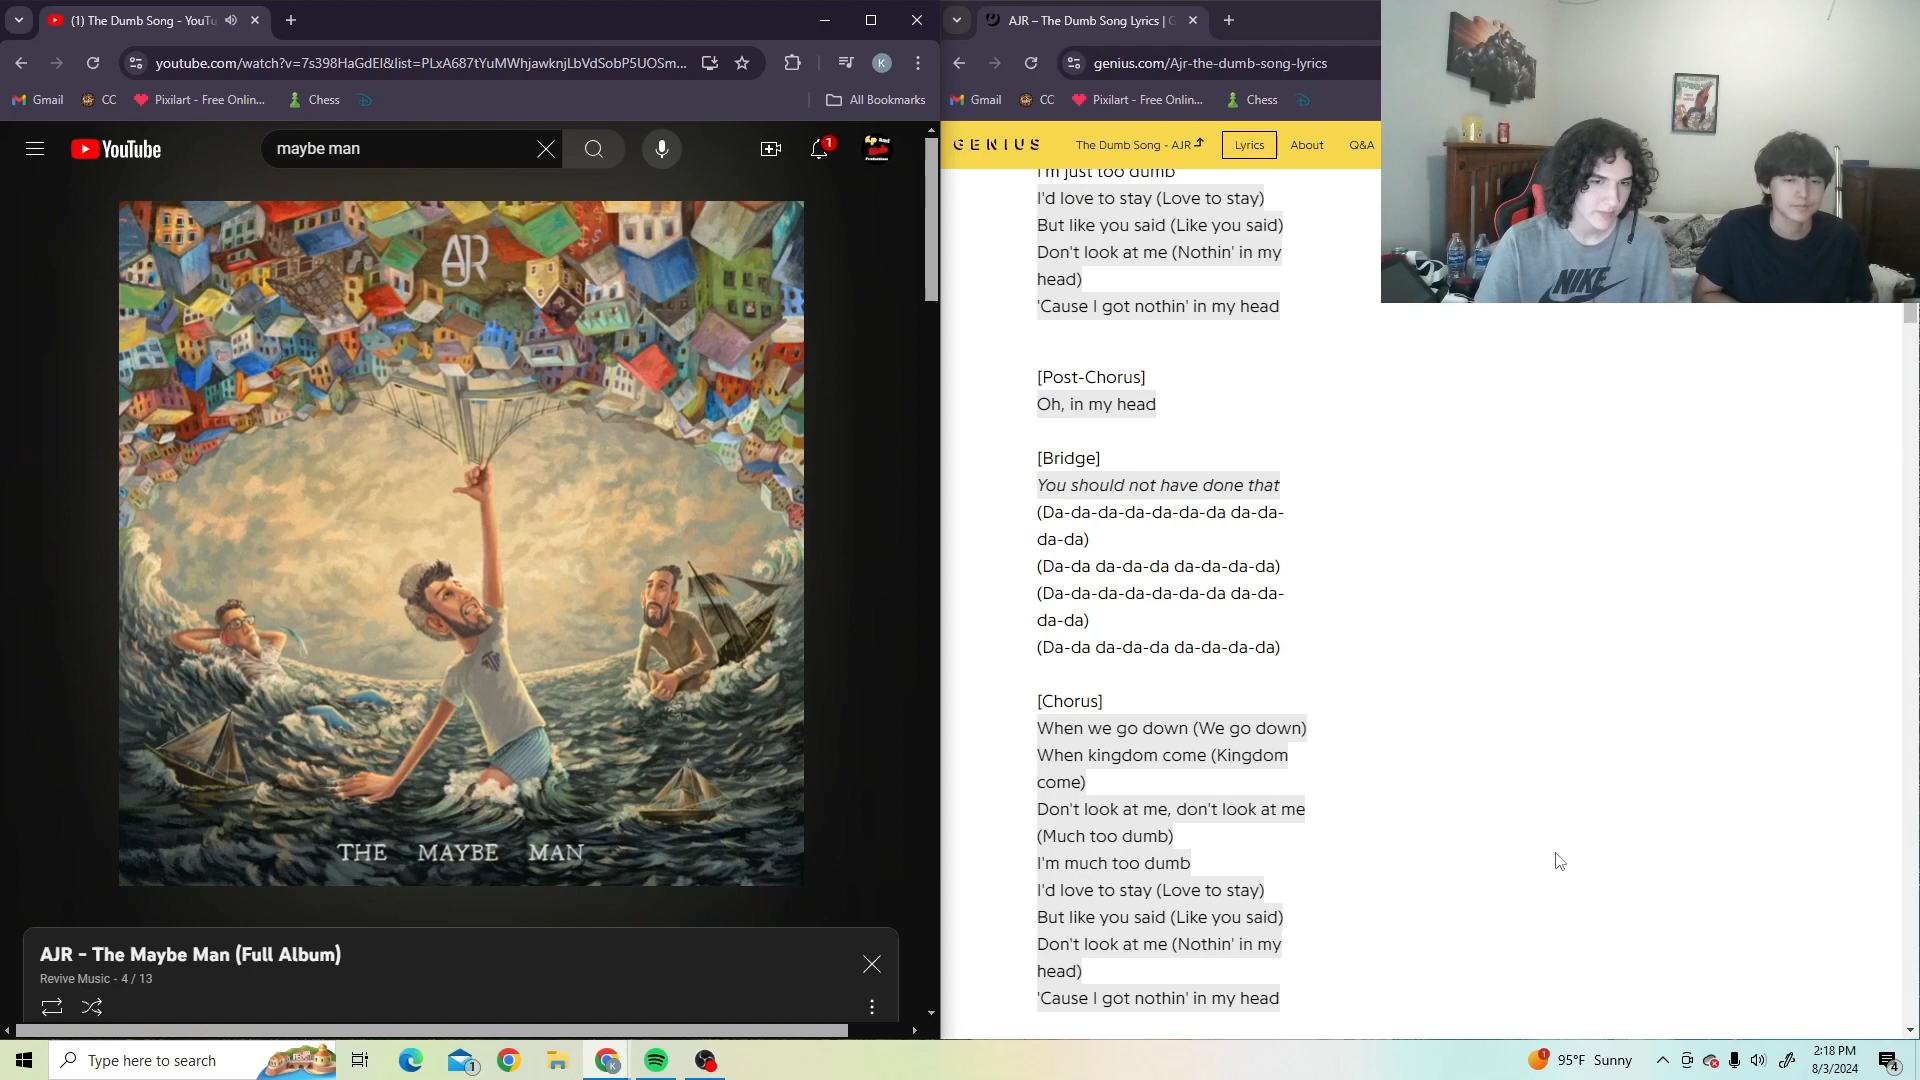 (1) The Dumb Song - YouTu
youtube.com/watch?v=7s398HaGdEI&list=PLxA687tYuMWhjawknjLbVdSobP5UOSm...
K
Gmail
CC
Pixilart - Free Onlin...
Chess
All Bookmarks
YouTube
maybe man
1
AJR
THE MAYBE MAN
AJR - The Maybe Man (Full Album)
Revive Music - 4 / 13
AJR – The Dumb Song Lyrics | G
genius.com/Ajr-the-dumb-song-lyrics
Gmail
CC
Pixilart - Free Onlin...
Chess
GENIUS
The Dumb Song - AJR
Lyrics
About
Q&A
I'm just too dumb
I'd love to stay (Love to stay)
But like you said (Like you said)
Don't look at me (Nothin' in my
head)
'Cause I got nothin' in my head
[Post-Chorus]
Oh, in my head
[Bridge]
You should not have done that
(Da-da-da-da-da-da-da da-da-
da-da)
(Da-da da-da-da da-da-da-da)
(Da-da-da-da-da-da-da da-da-
da-da)
(Da-da da-da-da da-da-da-da)
[Chorus]
When we go down (We go down)
When kingdom come (Kingdom
come)
Don't look at me, don't look at me
(Much too dumb)
I'm much too dumb
I'd love to stay (Love to stay)
But like you said (Like you said)
Don't look at me (Nothin' in my
head)
'Cause I got nothin' in my head
NIKE
Type here to search
1
K
1
95°F Sunny
2:18 PM
8/3/2024
4